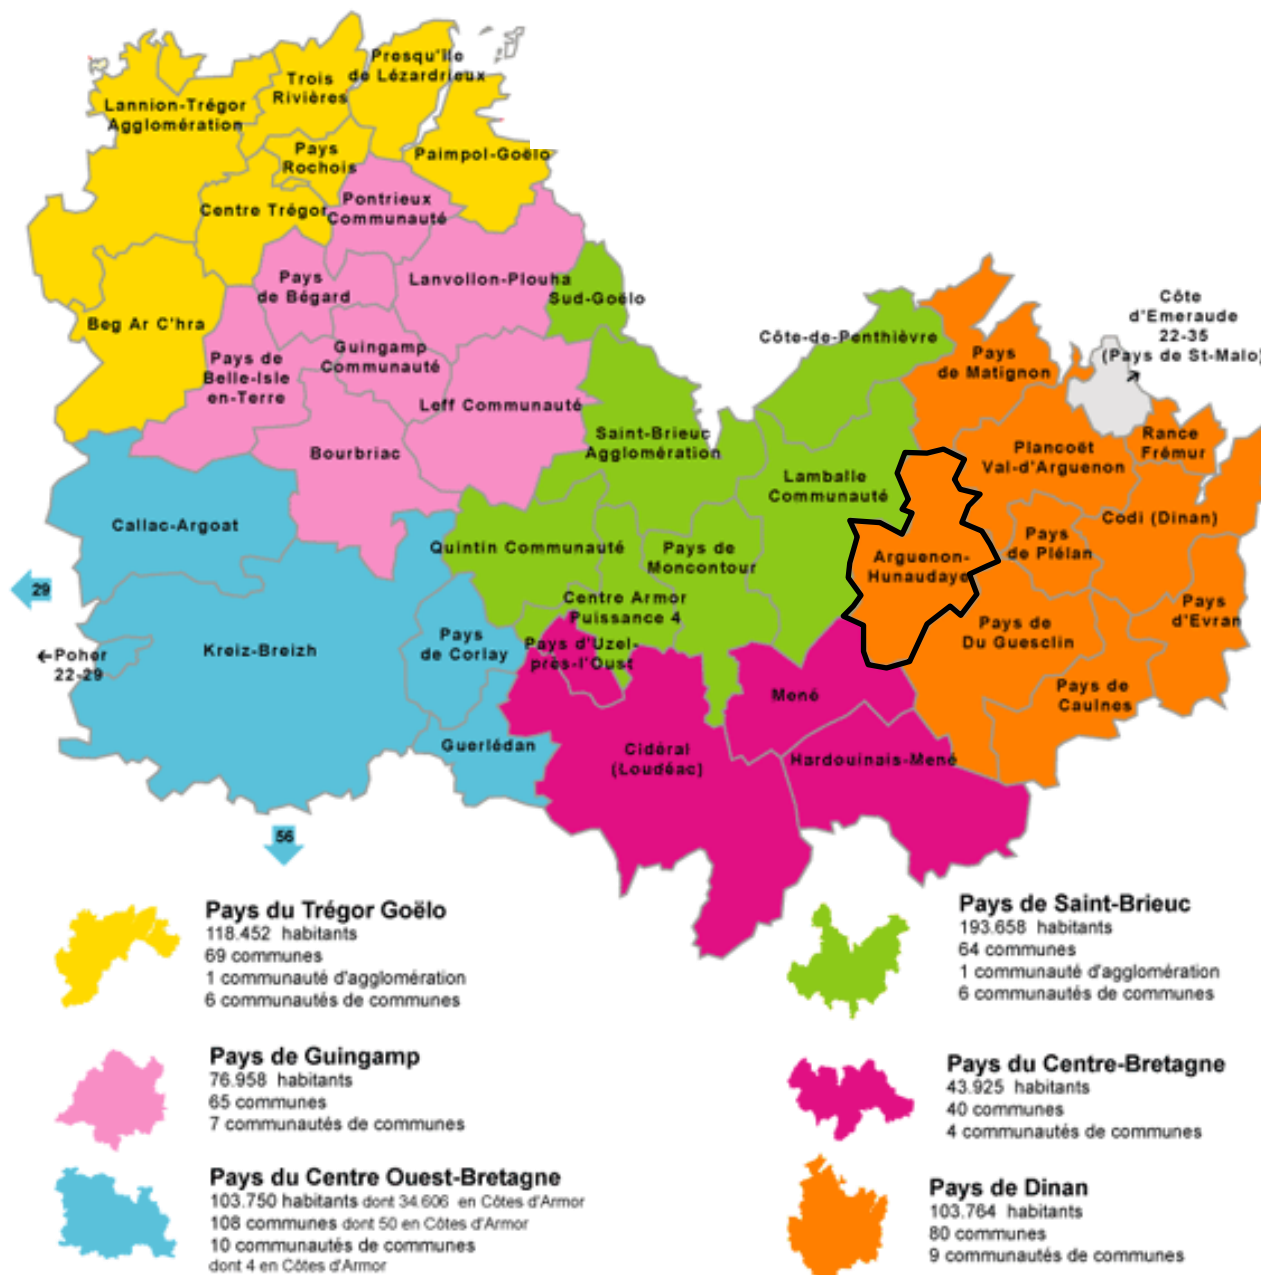 Presqu'île
de Lézardrieux
Trois
Rivières
Lannion-Trégor
Agglomération
Pays
Rochois
Paimpol-Goëlo
Centre Trégor
Pontrieux
Communauté
Pays
de Bégard
Lanvollon-Plouha
Sud-Goëlo
Beg Ar C'hra
Guingamp
Communauté
Pays de
Belle-Isle
en-Terre
Leff Communauté
Bourbriac
Côte-de-Penthièvre
Côte
d'Emeraude
22-35
(Pays de St-Malo)
Pays
de Matignon
Saint-Brieuc
Agglomération
Plancoët
Val-d'Arguenon
Rance
Frémur
Lamballe
Communauté
Callac-Argoat
Quintin Communauté
Pays de
Moncontour
Arguenon-
Hunaudaye
Pays
de Plélan
Codi (Dinan)
29
Centre Armor
Puissance 4
Pays
d'Evran
Poher
22-29
Kreiz-Breizh
Pays
de Corlay
Pays d'Uzel-
près-l'Oust
Pays de
Du Guesclin
Mené
Pays de
Caulnes
Guerlédan
Cidéral
(Loudéac)
Hardouinais-Mené
56
Pays du Trégor Goëlo
118.452 habitants
69 communes
1 communauté d'agglomération
6 communautés de communes
Pays de Guingamp
76.958 habitants
65 communes
7 communautés de communes
Pays du Centre Ouest-Bretagne
103.750 habitants dont 34.606 en Côtes d'Armor
108 communes dont 50 en Côtes d'Armor
10 communautés de communes
dont 4 en Côtes d'Armor
Pays de Saint-Brieuc
193.658 habitants
64 communes
1 communauté d'agglomération
6 communautés de communes
Pays du Centre-Bretagne
43.925 habitants
40 communes
4 communautés de communes
Pays de Dinan
103.764 habitants
80 communes
9 communautés de communes